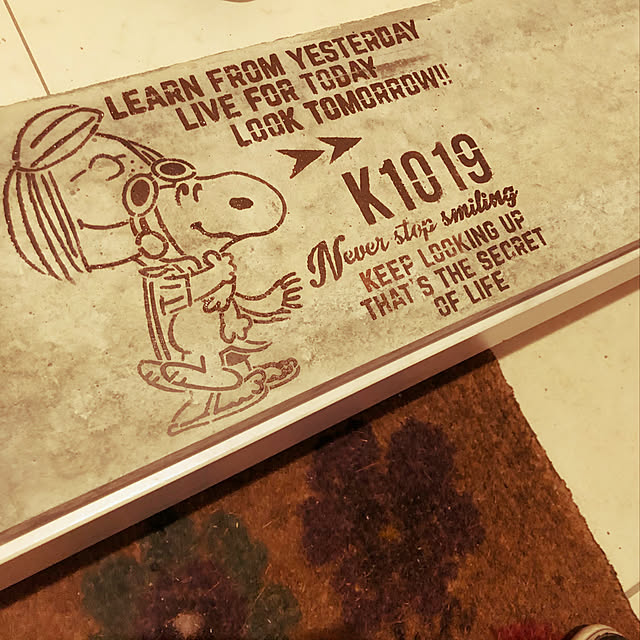 LEARN FROM YESTERDAY
LIVE FOR TODAY
LOOK TOMORROW!!
K1019
Never stop smiling
KEEP LOOKING UP
THAT'S THE SECRET
OF LIFE